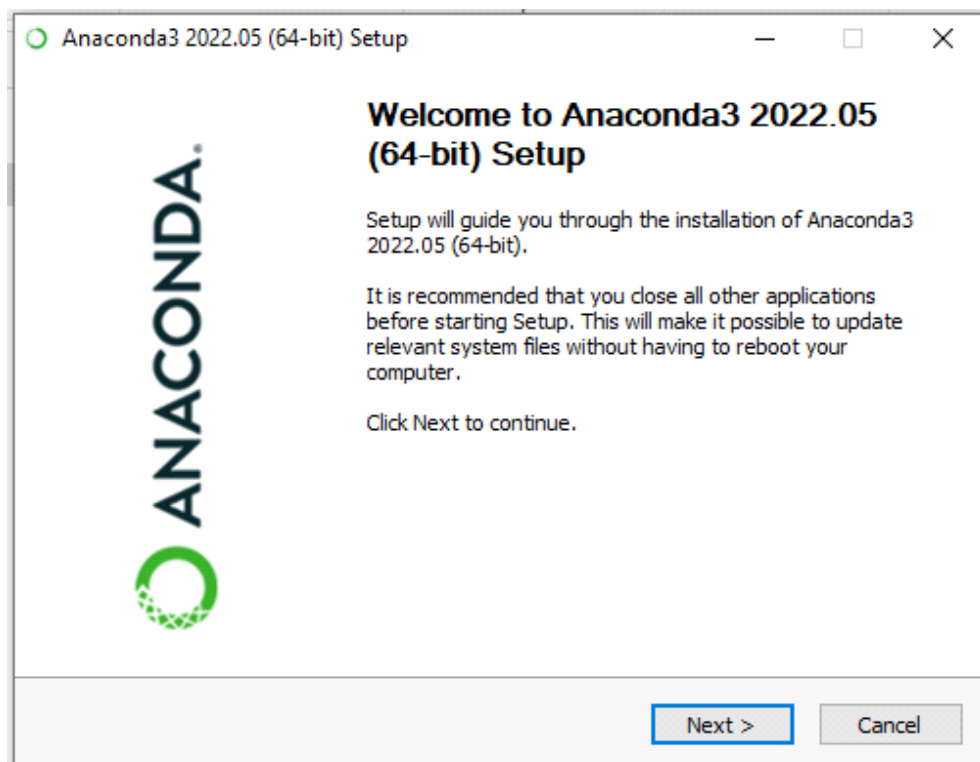 Anaconda3 2022.05 (64-bit) Setup
ANACONDA.
Welcome to Anaconda3 2022.05
(64-bit) Setup
Setup will guide you through the installation of Anaconda3
2022.05 (64-bit).
It is recommended that you close all other applications
before starting Setup. This will make it possible to update
relevant system files without having to reboot your
computer.
Click Next to continue.
Next >
Cancel